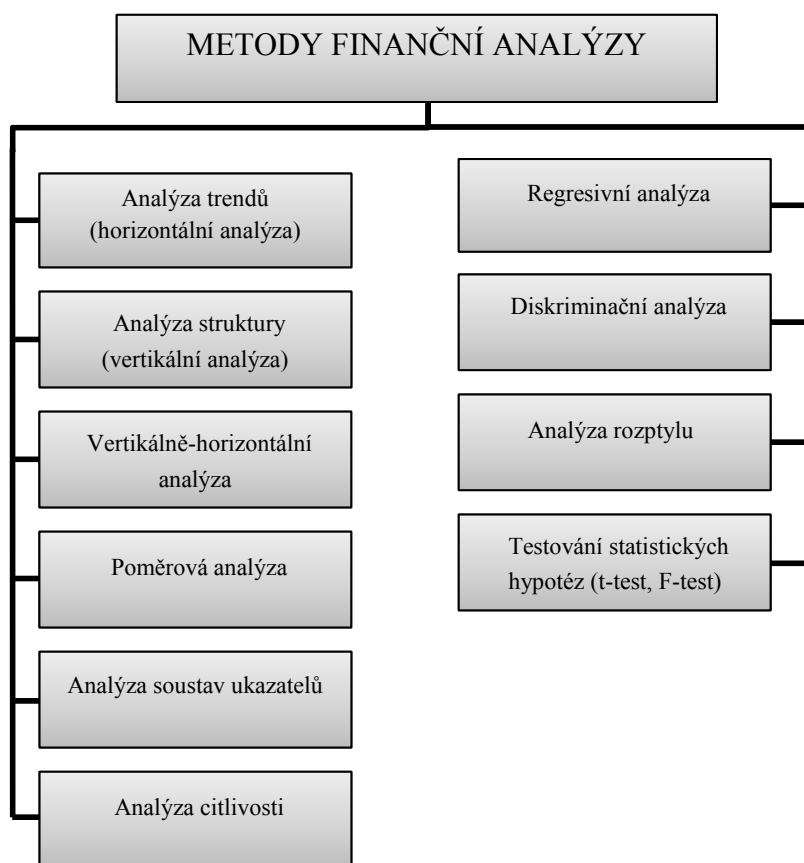 METODY FINANČNÍ ANALÝZY
Analýza trendů
(horizontální analýza)
Analýza struktury
(vertikální analýza)
Vertikálně-horizontální
analýza
Poměrová analýza
Analýza soustav ukazatelů
Analýza citlivosti
Regresivní analýza
Diskriminační analýza
Analýza rozptylu
Testování statistických
hypotéz (t-test, F-test)